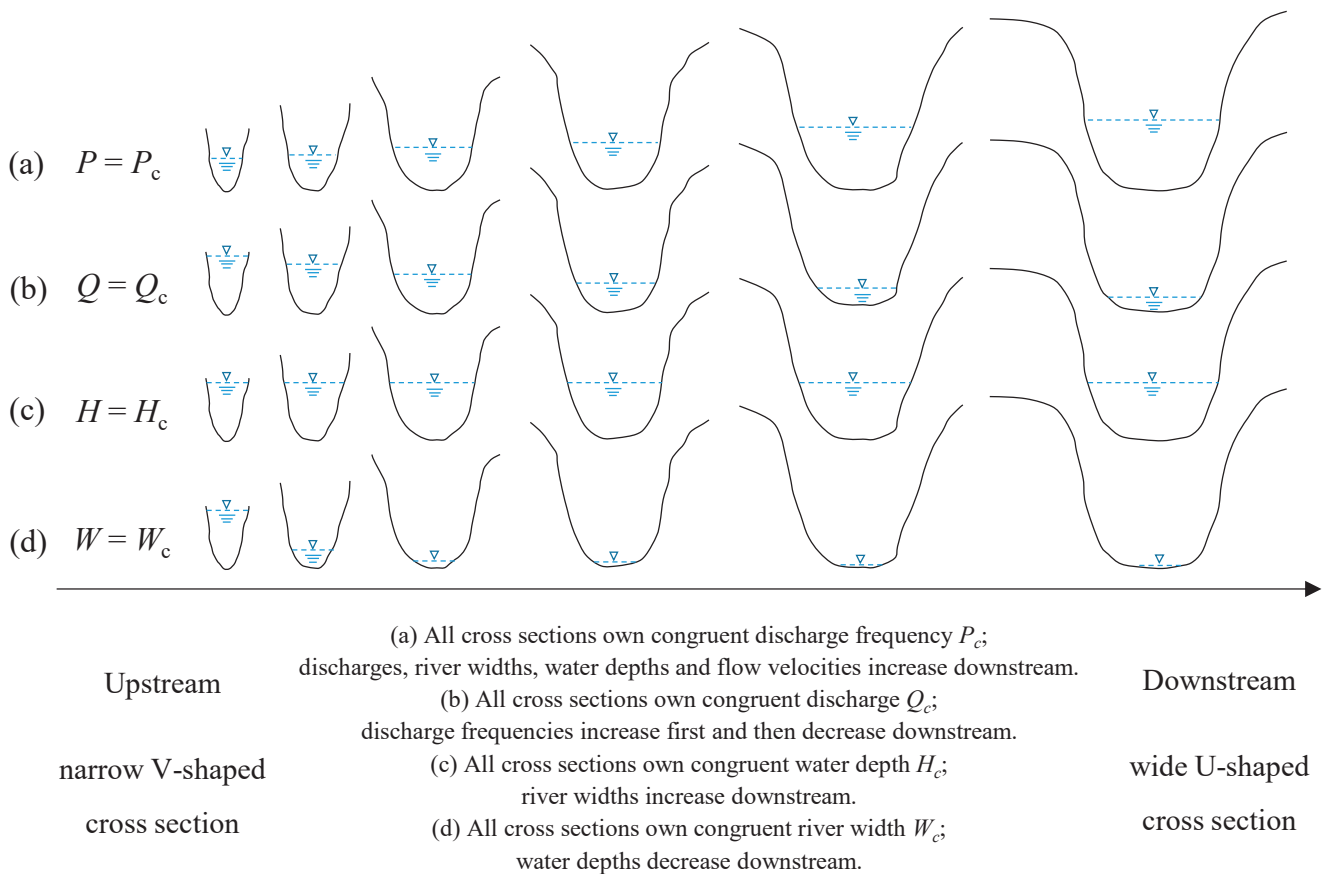 (a) P = Pc
(b) Q = Qc
(c) H = Hc
(d) W = Wc
(a) All cross sections own congruent discharge frequency Pc;
discharges, river widths, water depths and flow velocities increase downstream.
(b) All cross sections own congruent discharge Qc;
discharge frequencies increase first and then decrease downstream.
(c) All cross sections own congruent water depth Hc;
river widths increase downstream.
(d) All cross sections own congruent river width Wc;
water depths decrease downstream.
Upstream
narrow V-shaped
cross section
Downstream
wide U-shaped
cross section